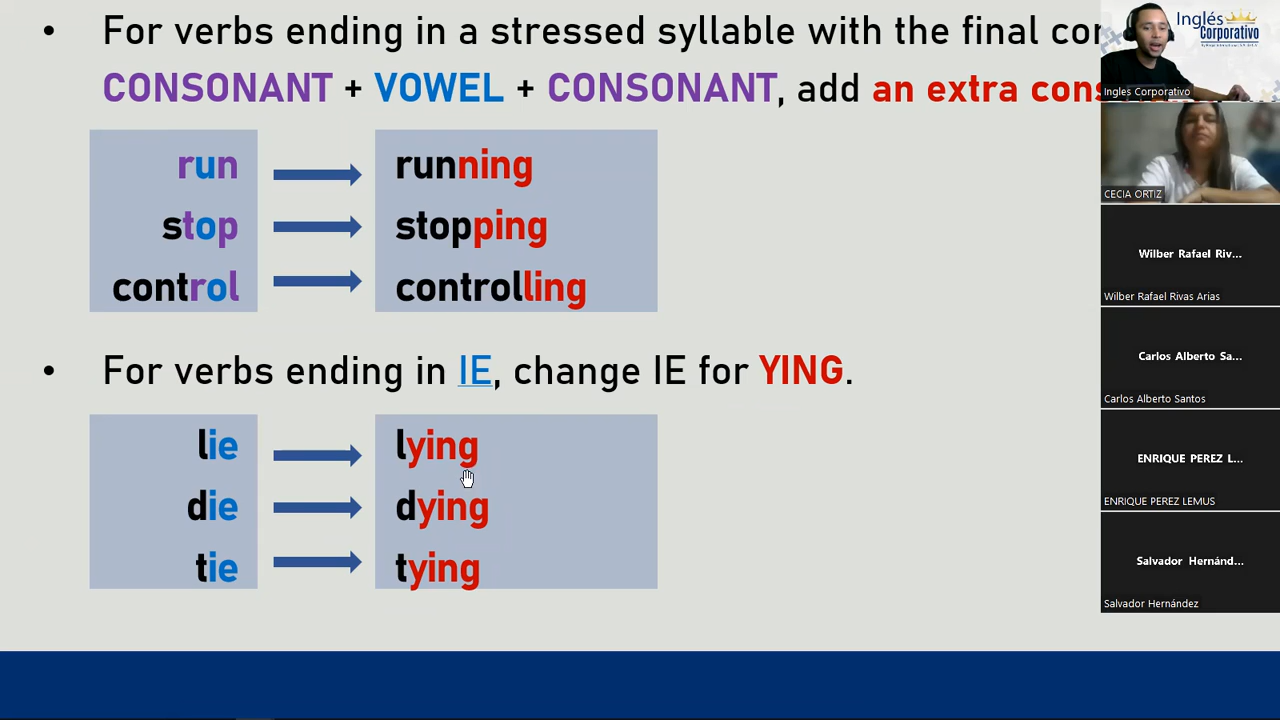 • For verbs ending in a stressed syllable with the final
CONSONANT + VOWEL + CONSONANT, add an extra
run running
stop stopping
control controlling
• For verbs ending in IE, change IE for YING.
lie lying
die dying
tie tying
Inglés
Corporativo
Ingles Corporativo
CECIA ORTIZ
Wilber Rafael Riv...
Wilber Rafael Rivas Arias
Carlos Alberto Sa...
Carlos Alberto Santos
ENRIQUE PEREZ L...
ENRIQUE PEREZ LEMUS
Salvador Hernánd...
Salvador Hernández